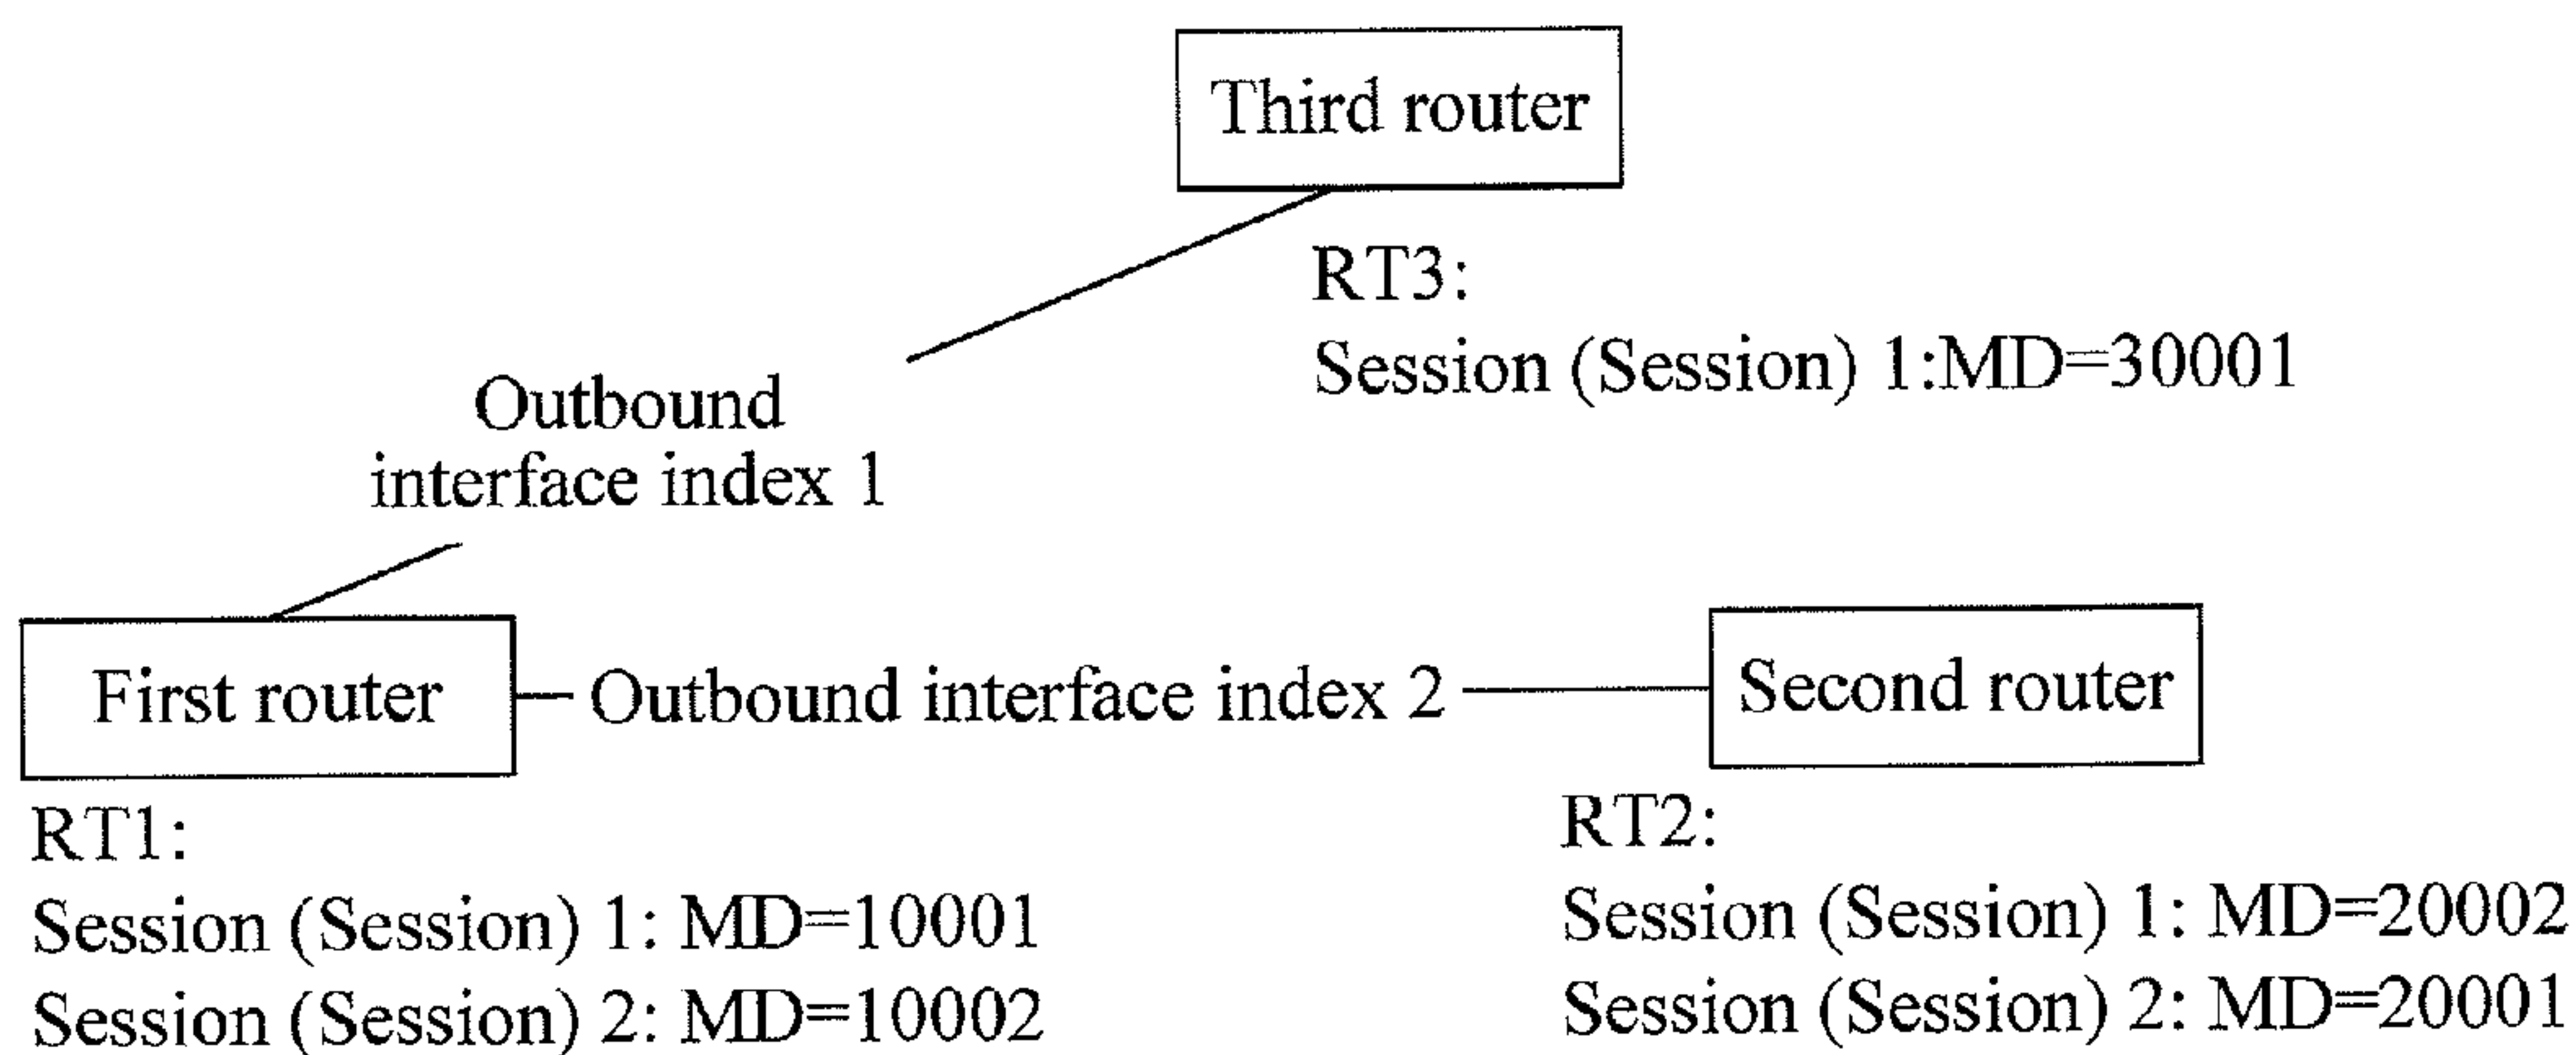 Third router
RT3:
Session (Session) 1:MD=30001
Outbound
interface index 1
First router
Outbound interface index 2
Second router
RT1:
Session (Session) 1: MD=10001
Session (Session) 2: MD=10002
RT2:
Session (Session) 1: MD=20002
Session (Session) 2: MD=20001